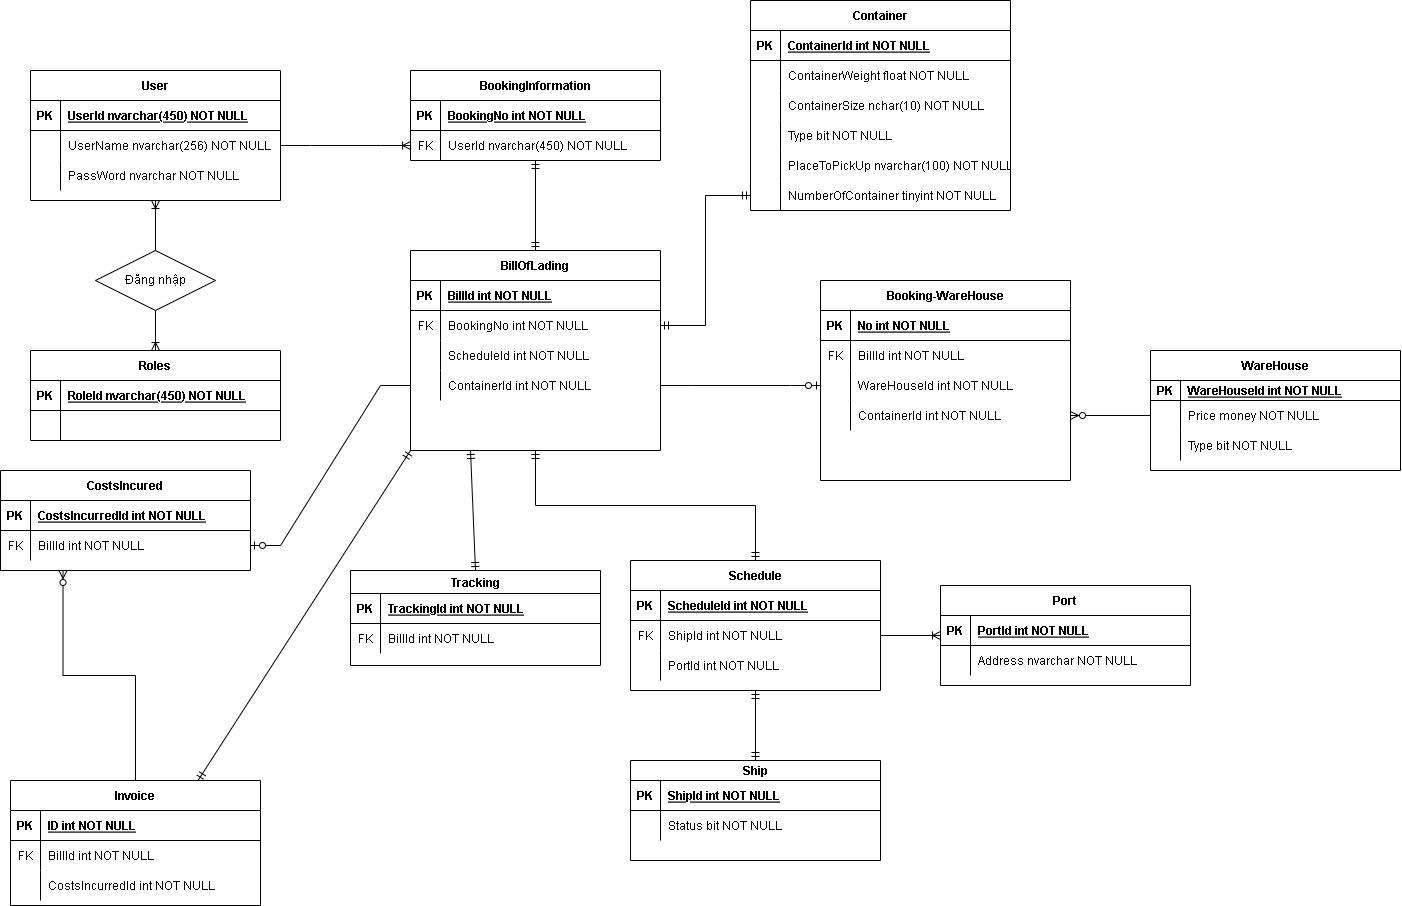 Container
PK ContainerId int NOT NULL
ContainerWeight float NOT NULL
ContainerSize nchar(10) NOT NULL
Type bit NOT NULL
PlaceToPickUp nvarchar(100) NOT NULL
NumberOfContainer tinyint NOT NULL
User
PK UserId nvarchar(450) NOT NULL
UserName nvarchar(256) NOT NULL
PassWord nvarchar NOT NULL
BookingInformation
PK BookingNo int NOT NULL
FK UserId nvarchar(450) NOT NULL
Đăng nhập
BillOfLading
PK BillId int NOT NULL
FK BookingNo int NOT NULL
ScheduleId int NOT NULL
ContainerId int NOT NULL
Booking-WareHouse
PK No int NOT NULL
FK BillId int NOT NULL
WareHouseId int NOT NULL
ContainerId int NOT NULL
WareHouse
PK WareHouseId int NOT NULL
Price money NOT NULL
Type bit NOT NULL
Roles
PK RoleId nvarchar(450) NOT NULL
CostsIncured
PK CostsIncurredId int NOT NULL
FK BillId int NOT NULL
Tracking
PK TrackingId int NOT NULL
FK BillId int NOT NULL
Schedule
PK ScheduleId int NOT NULL
FK ShipId int NOT NULL
PortId int NOT NULL
Port
PK PortId int NOT NULL
Address nvarchar NOT NULL
Invoice
PK ID int NOT NULL
FK BillId int NOT NULL
CostsIncurredId int NOT NULL
Ship
PK ShipId int NOT NULL
Status bit NOT NULL